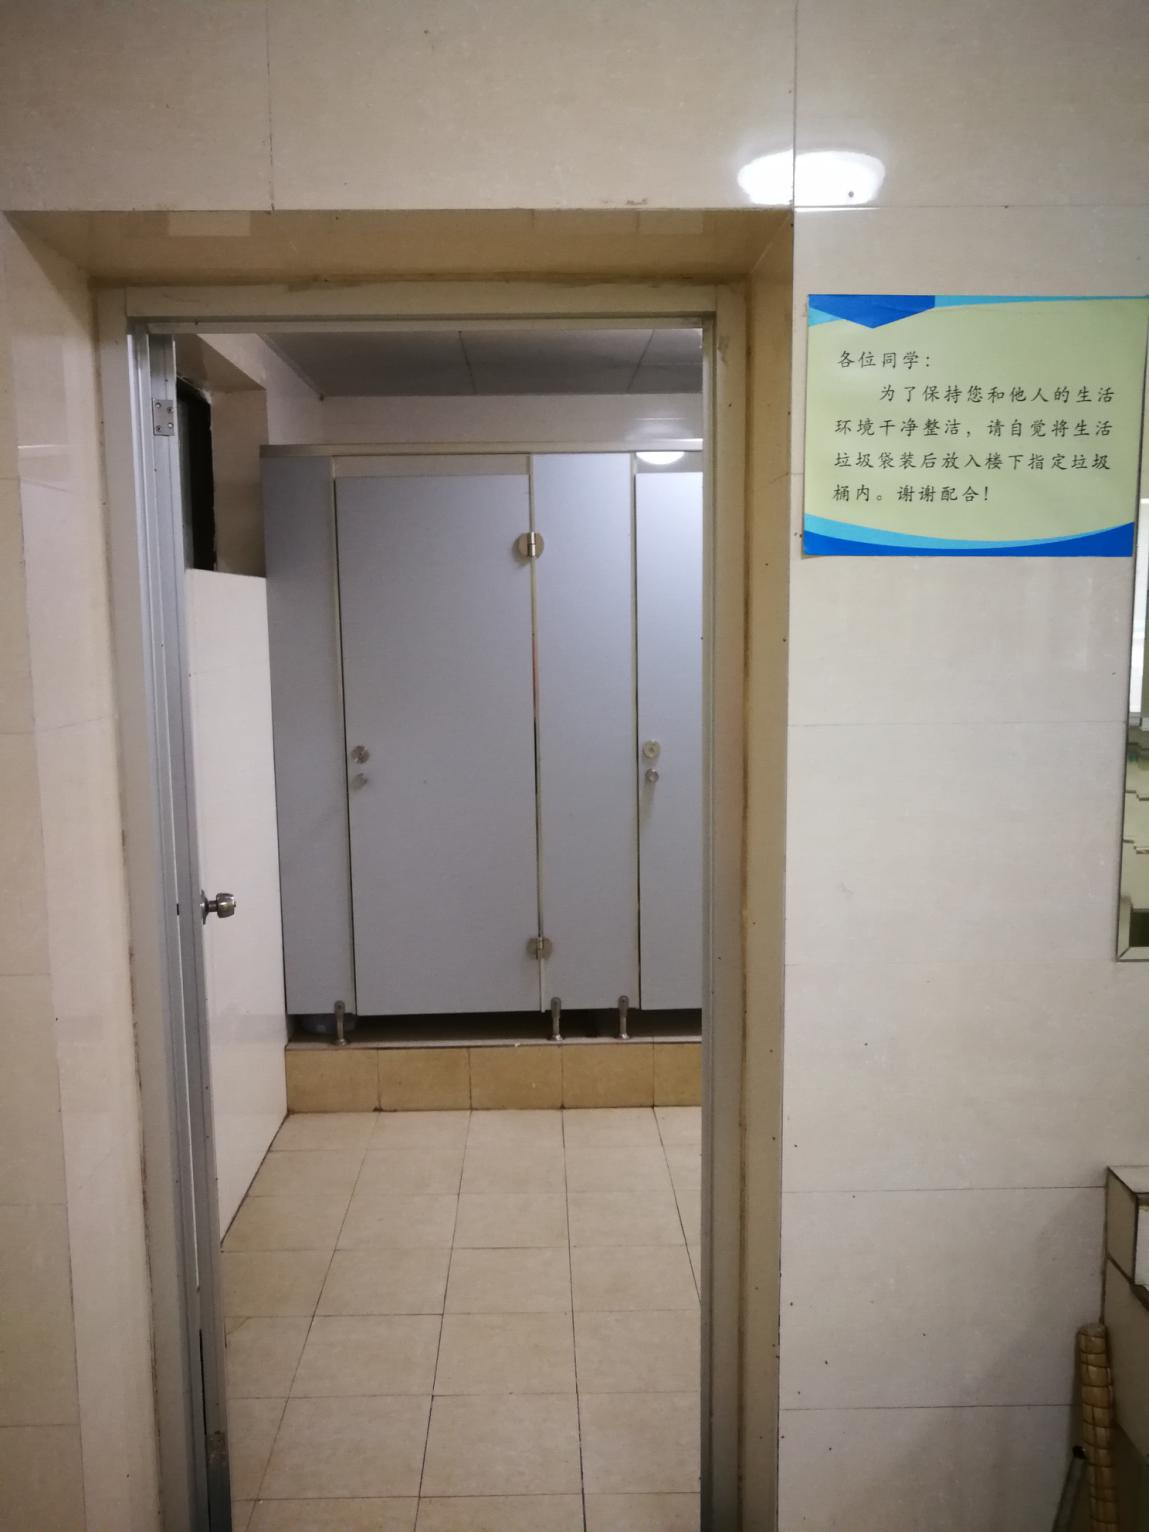 各位同学：
为了保持您和他人的生活
环境干净整洁，请自觉将生活
垃圾袋装后放入楼下指定垃圾
桶内。谢谢配合！